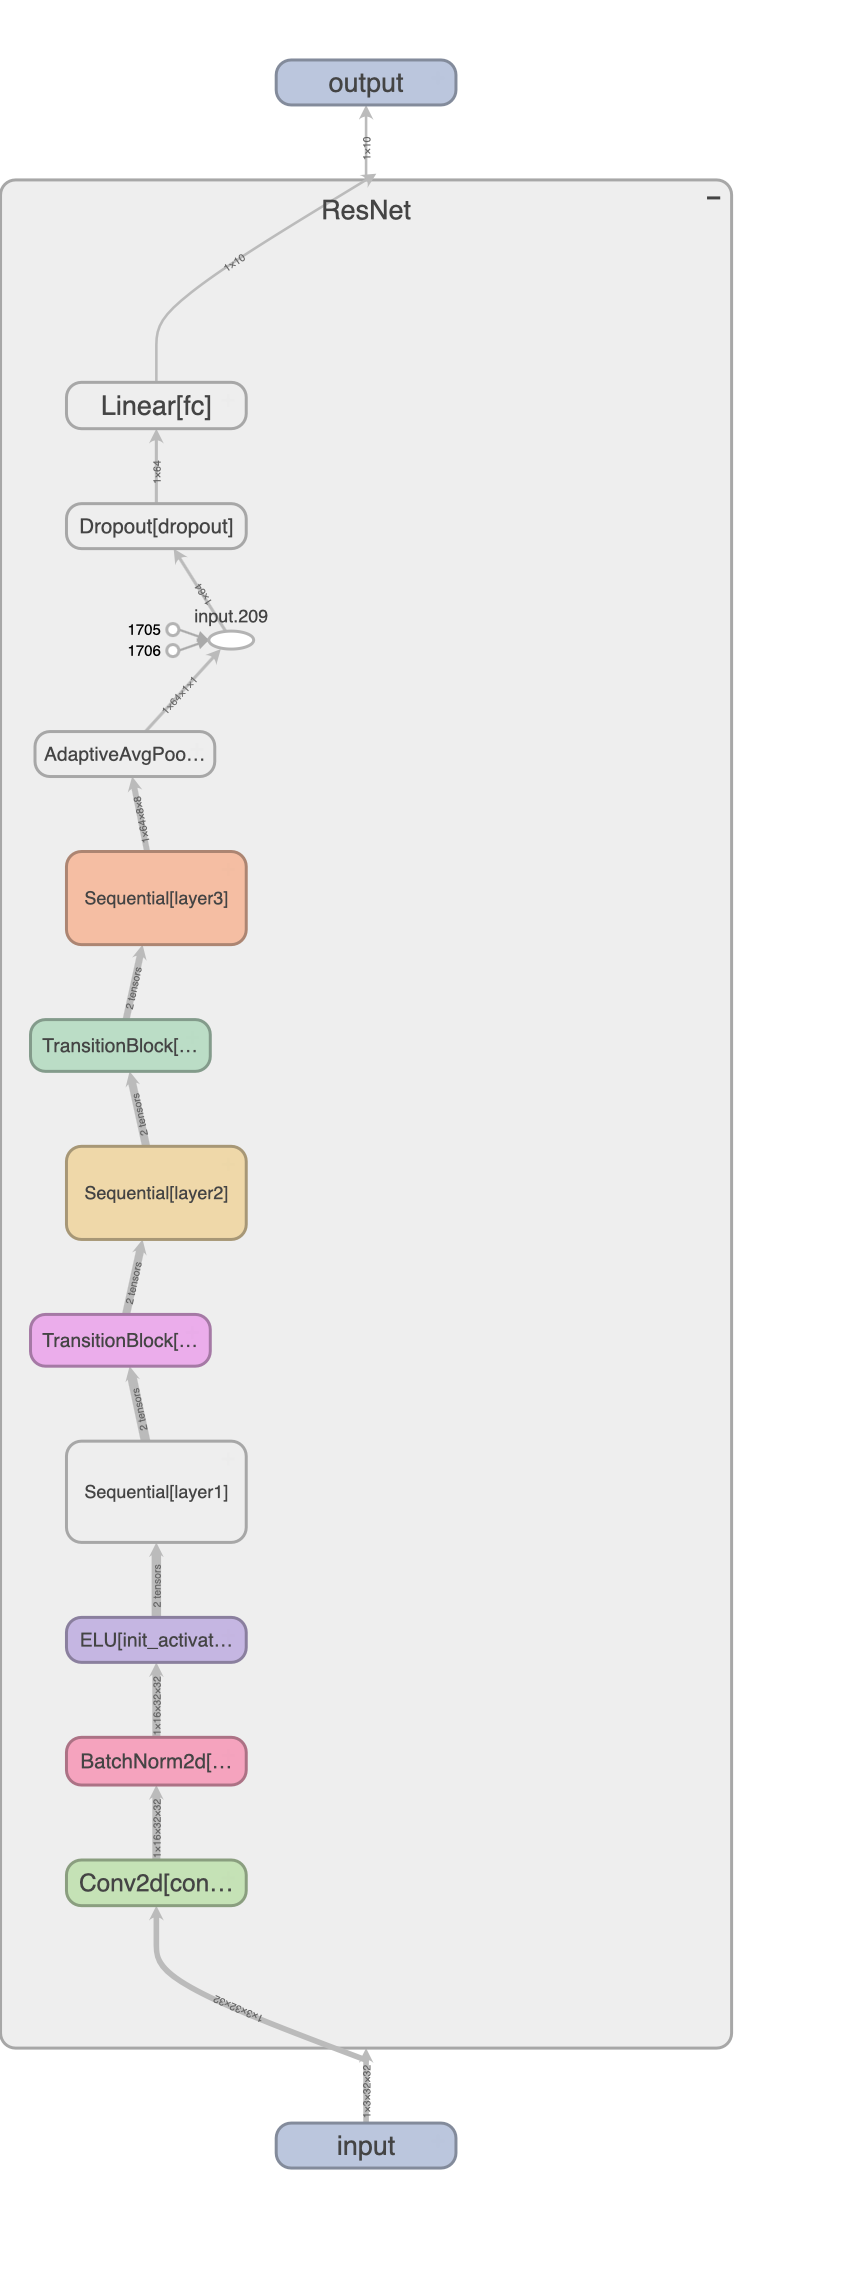 output
1×10
ResNet
1×10
Linear[fc]
1×64
Dropout[dropout]
1×64
input.209
1705
1706
1×64×1×1
AdaptiveAvgPoo…
1×64×8×8
Sequential[layer3]
2 tensors
TransitionBlock[…
2 tensors
Sequential[layer2]
2 tensors
TransitionBlock[…
2 tensors
Sequential[layer1]
2 tensors
ELU[init_activat…
1×16×32×32
BatchNorm2d[…
1×16×32×32
Conv2d[con…
1×3×32×32
1×3×32×32
input